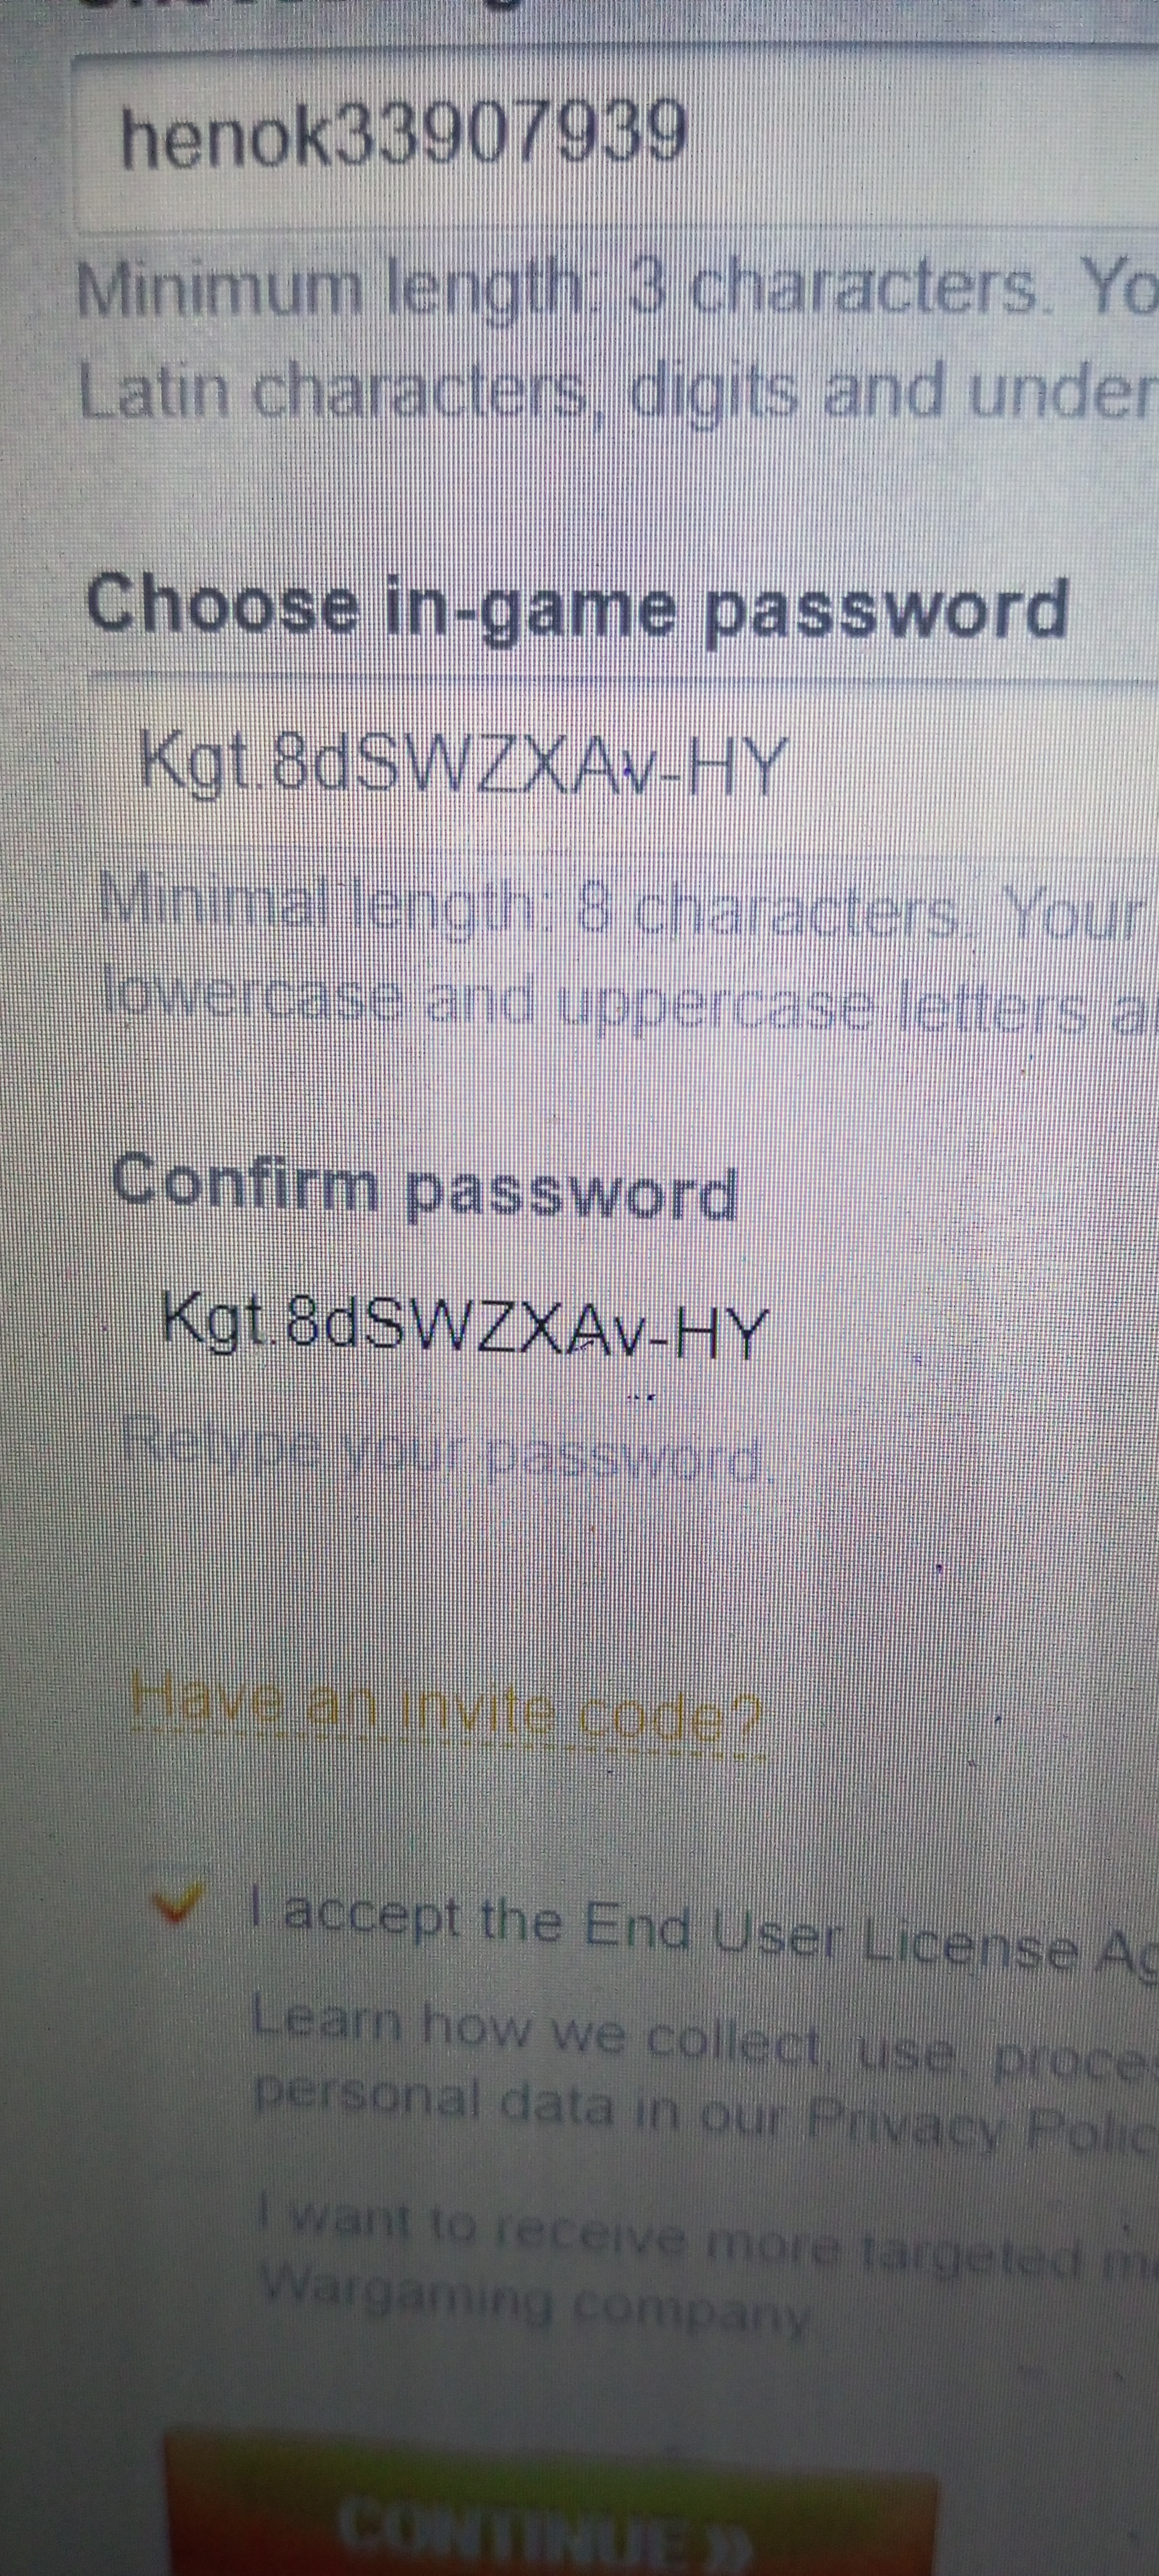 henok33907939
Minimum length: 3 characters. Yo
Latin characters, digits and under
Choose in-game password
Kgt.8dSWZXAv-HY
Minimal length: 8 characters. Your
lowercase and uppercase letters a
Confirm password
Kgt.8dSWZXAv-HY
Retype your password.
Have an invite code?
I accept the End User License Ag
Learn how we collect, use, proces
personal data in our Privacy Polic
I want to receive more targeted me
Wargaming company
CONTINUE »